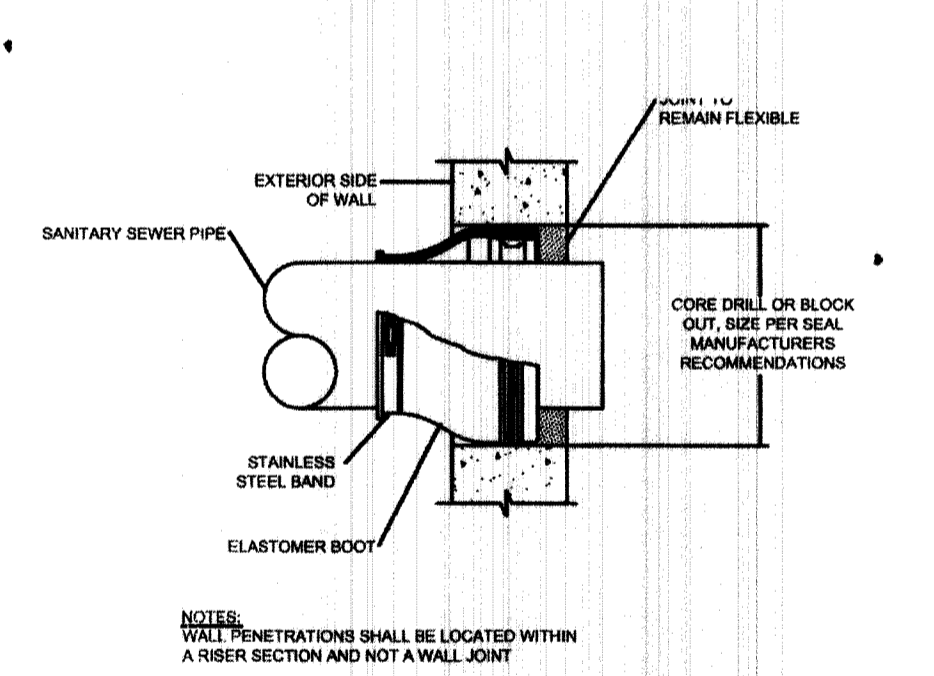 REMAIN FLEXIBLE
EXTERIOR SIDE
OF WALL
SANITARY SEWER PIPE
CORE DRILL OR BLOCK
OUT, SIZE PER SEAL
MANUFACTURERS
RECOMMENDATIONS
STAINLESS
STEEL BAND
ELASTOMER BOOT
NOTES:
WALL PENETRATIONS SHALL BE LOCATED WITHIN
A RISER SECTION AND NOT A WALL JOINT